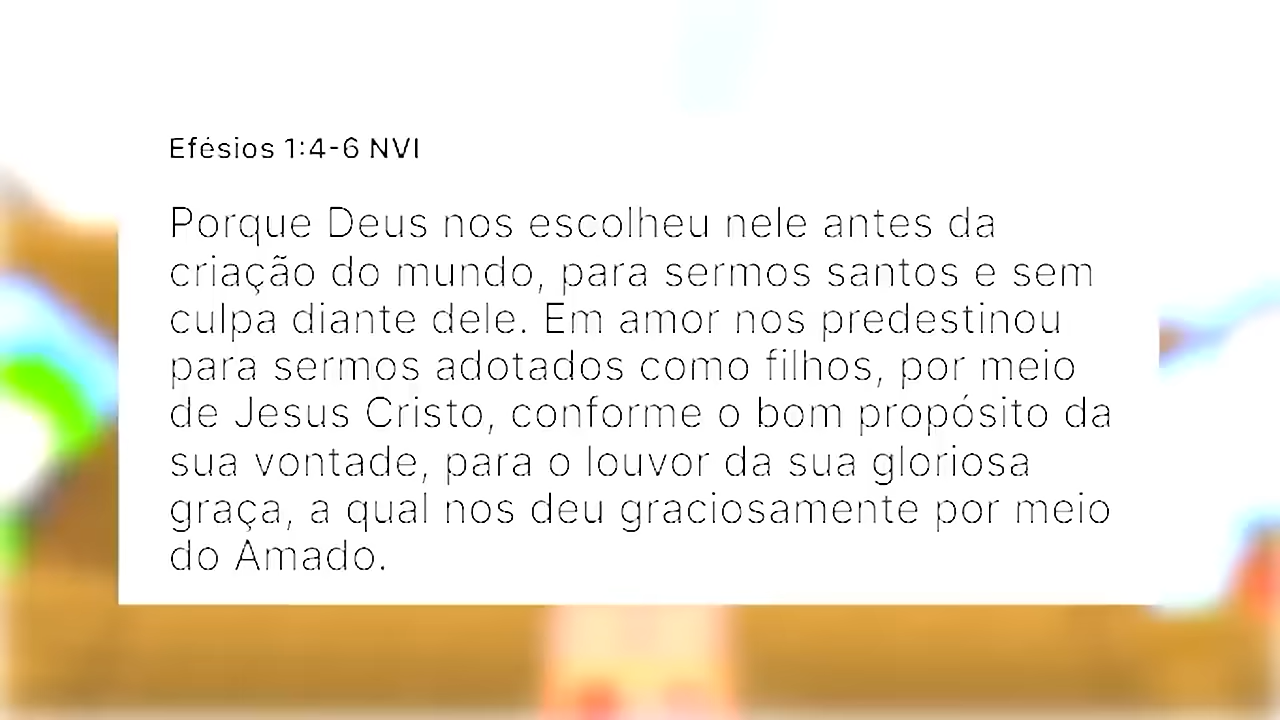 Efésios 1:4-6 NVI
Porque Deus nos escolheu nele antes da
criação do mundo, para sermos santos e sem
culpa diante dele. Em amor nos predestinou
para sermos adotados como filhos, por meio
de Jesus Cristo, conforme o bom propósito da
sua vontade, para o louvor da sua gloriosa
graça, a qual nos deu graciosamente por meio
do Amado.